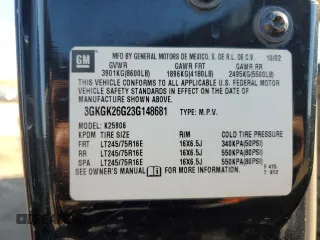 GM
MFD BY GENERAL MOTORS DE MEXICO, S. DE R.L. DE C.V. 10/02
GVWR GAWR FRT GAWR RR
3901KG(8600LB) 1896KG(4180LB) 2495KG(5500LB)
THIS VEHICLE CONFORMS TO ALL APPLICABLE U.S. FEDERAL MOTOR
VEHICLE SAFETY STANDARDS IN EFFECT ON THE DATE OF
MANUFACTURE SHOWN ABOVE.
3GKGK26G23G148681 TYPE: M.P.V.
MODEL: K25906
KPDM TIRE SIZE RIM COLD TIRE PRESSURE
FRT LT245/75R16E 16X6.5J 340KPA(50PSI)
RR LT245/75R16E 16X6.5J 550KPA(80PSI)
SPA LT245/75R16E 16X6.5J 550KPA(80PSI)
SEE OWNER'S MANUAL FOR MORE INFORMATION.